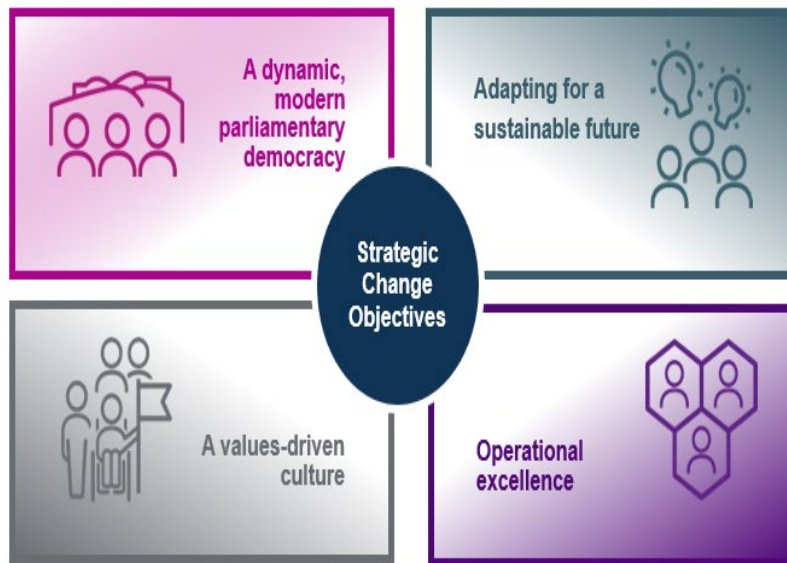 A dynamic,
modern
parliamentary
democracy
Adapting for a
sustainable future
Strategic
Change
Objectives
A values-driven
culture
Operational
excellence